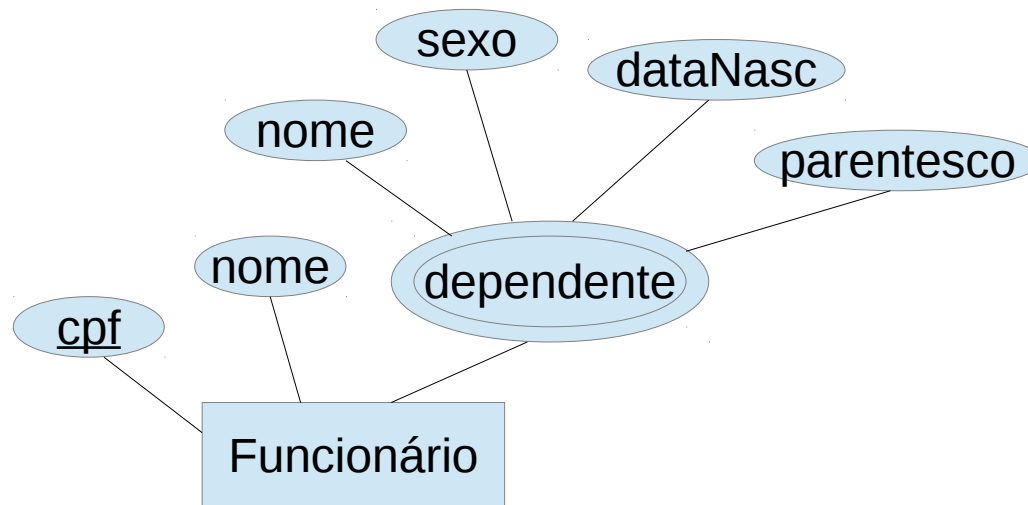 sexo
dataNasc
nome
parentesco
nome
dependente
cpf
Funcionário